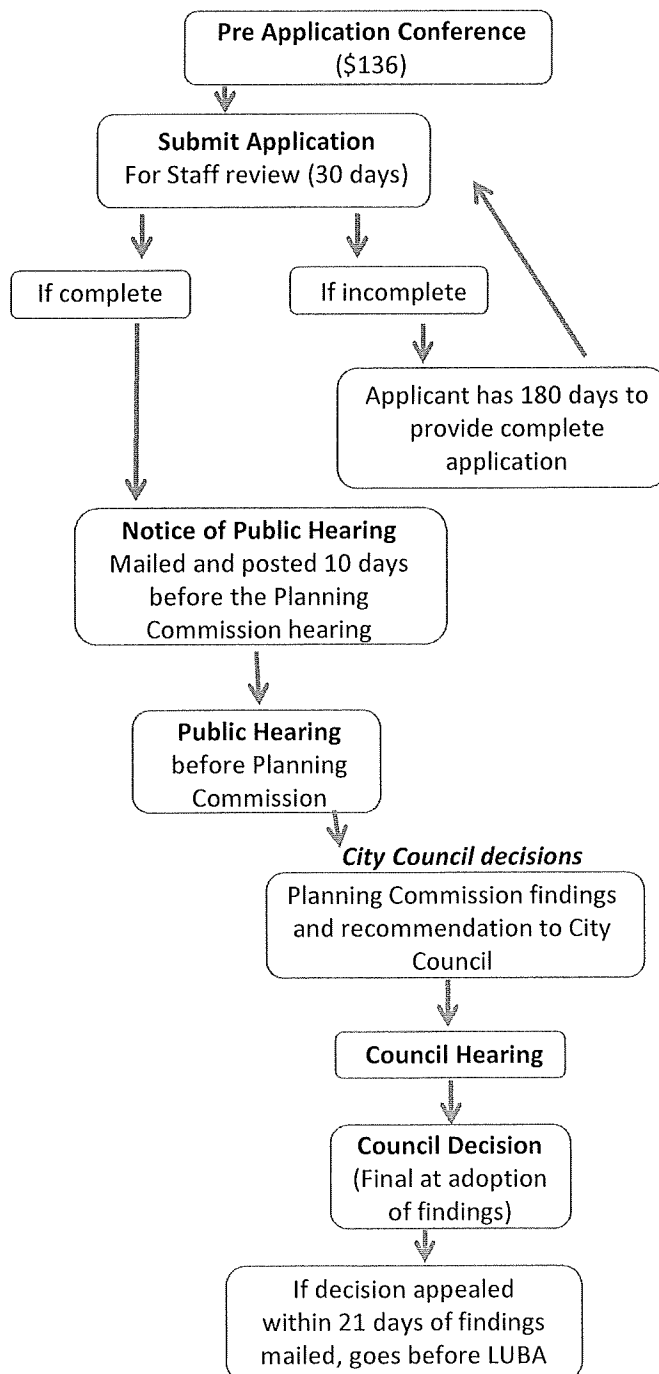 Pre Application Conference
($136)
Submit Application
For Staff review (30 days)
If complete
If incomplete
Applicant has 180 days to
provide complete
application
Notice of Public Hearing
Mailed and posted 10 days
before the Planning
Commission hearing
Public Hearing
before Planning
Commission
City Council decisions
Planning Commission findings
and recommendation to City
Council
Council Hearing
Council Decision
(Final at adoption
of findings)
If decision appealed
within 21 days of findings
mailed, goes before LUBA